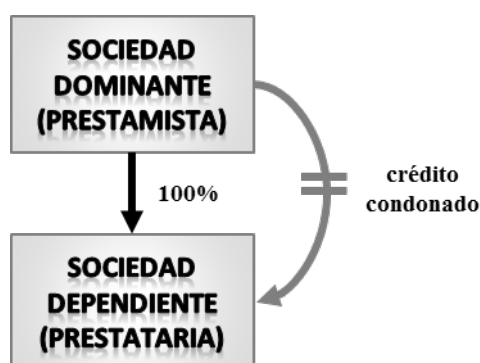 SOCIEDAD
DOMINANTE
(PRESTAMISTA)
100%
crédito
condonado
SOCIEDAD
DEPENDIENTE
(PRESTATARIA)